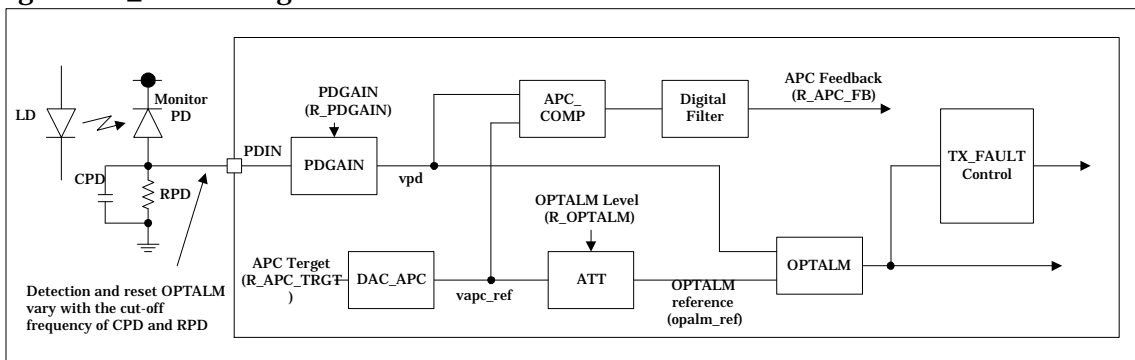 LD
Monitor
PD
CPD
RPD
PDIN
PDGAIN
(R_PDGAIN)
PDGAIN
vpd
APC_
COMP
Digital
Filter
APC Feedback
(R_APC_FB)
TX_FAULT
Control
OPTALM Level
(R_OPTALM)
APC Terget
(R_APC_TRGT
)
DAC_APC
vapc_ref
ATT
OPTALM
reference
(opalm_ref)
OPTALM
Detection and reset OPTALM
vary with the cut-off
frequency of CPD and RPD